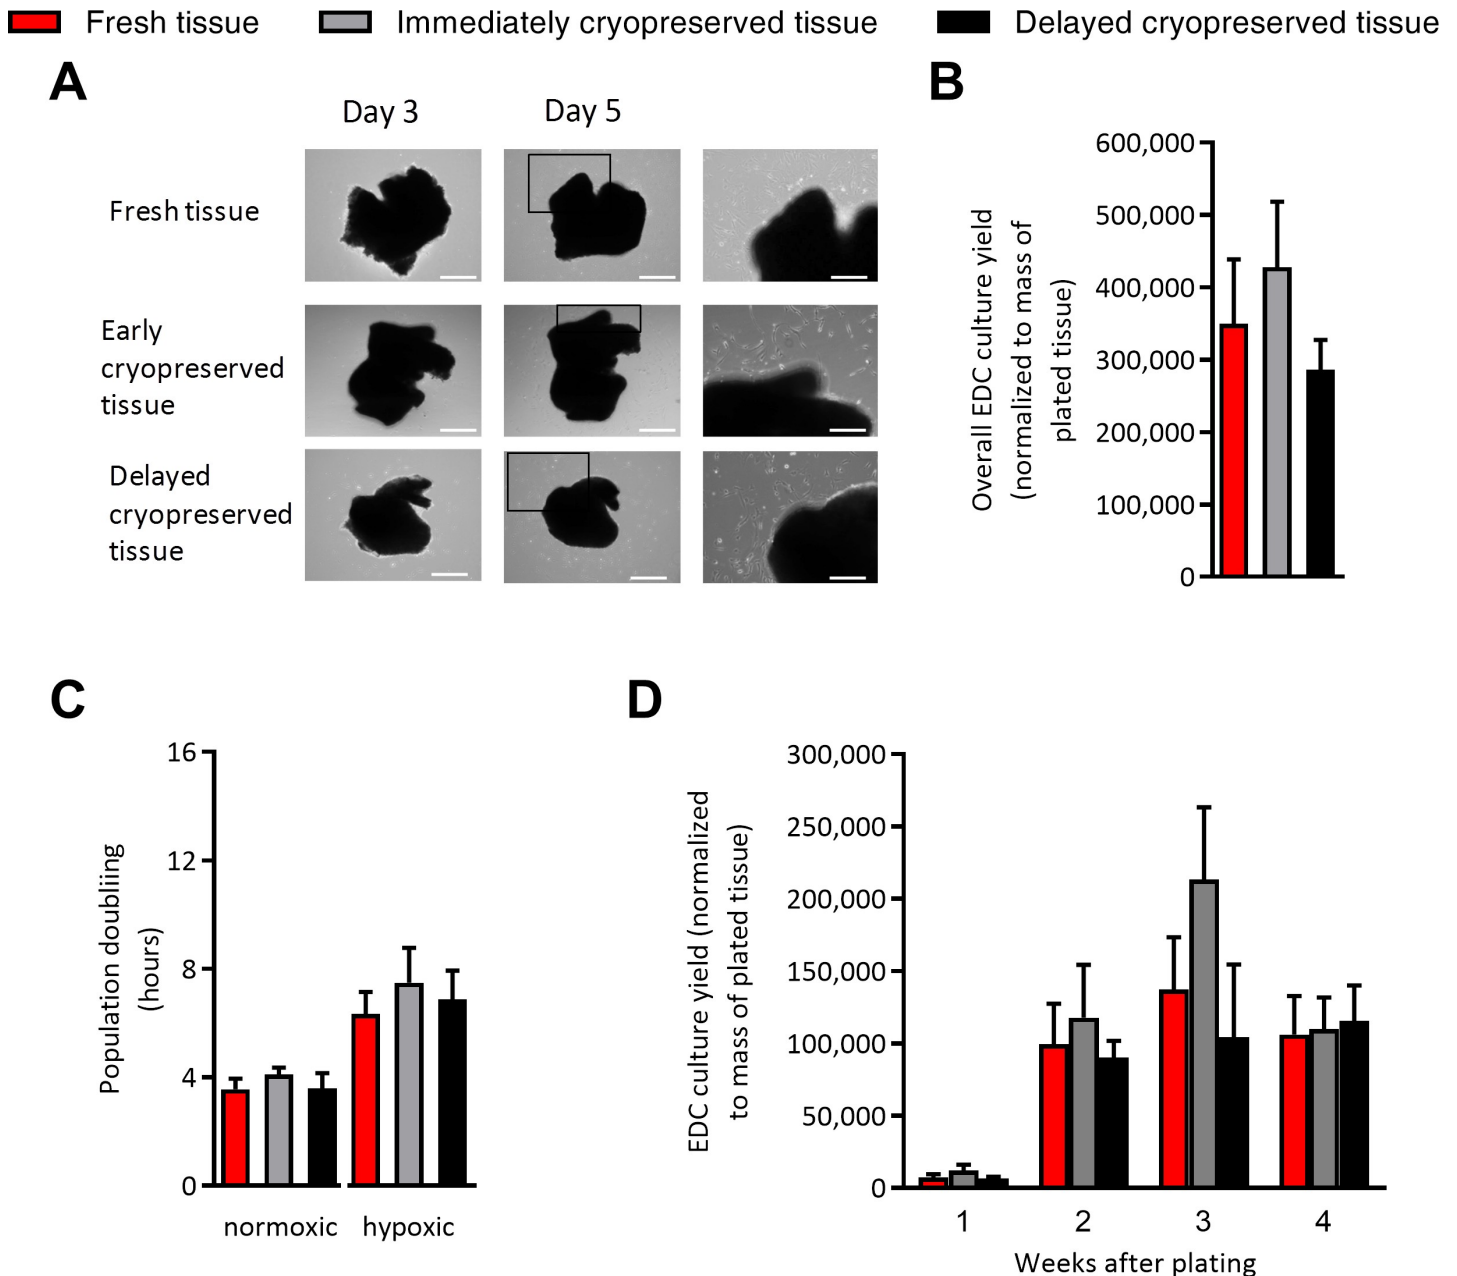 Fresh tissue
Immediately cryopreserved tissue
Delayed cryopreserved tissue
A
Day 3
Day 5
Fresh tissue
Early
cryopreserved
tissue
Delayed
cryopreserved
tissue
B
Overall EDC culture yield
(normalized to mass of
plated tissue)
600,000
500,000
400,000
300,000
200,000
100,000
0
C
Population doubliing
(hours)
16
12
8
4
0
normoxic
hypoxic
D
EDC culture yield (normalized
to mass of plated tissue)
300,000
250,000
200,000
150,000
100,000
50,000
0
1
2
3
4
Weeks after plating